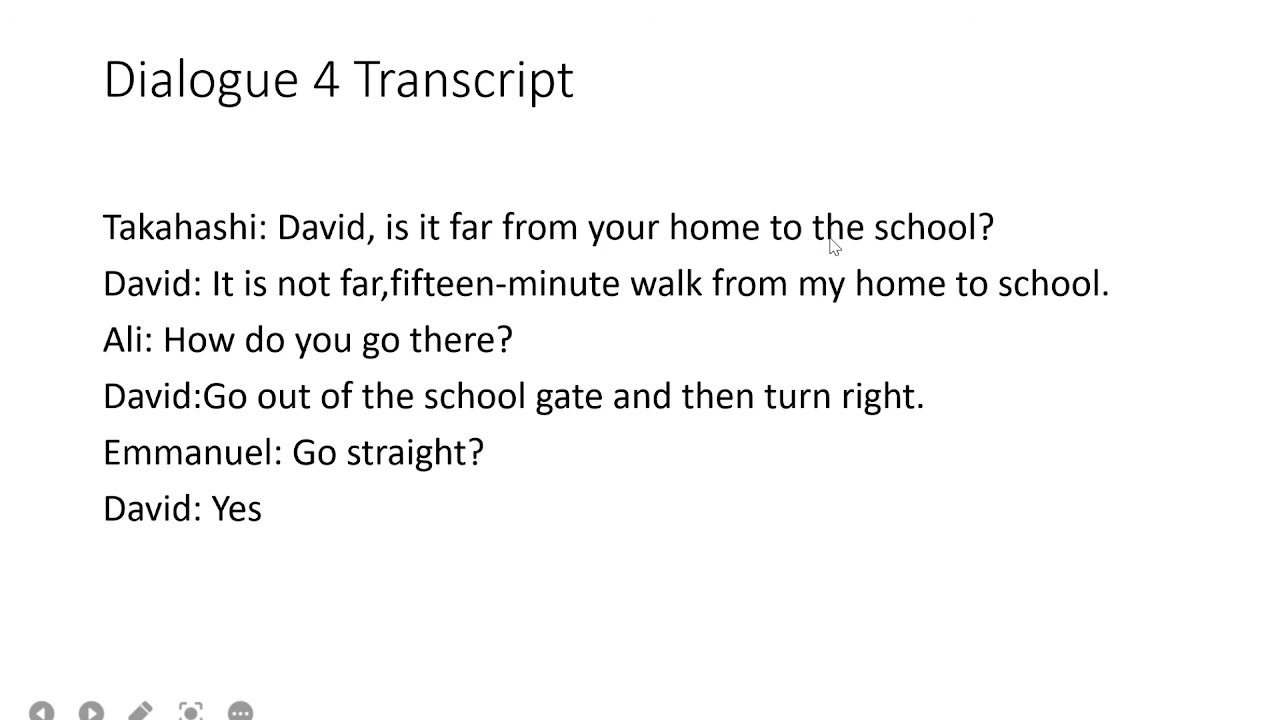 Dialogue 4 Transcript
Takahashi: David, is it far from your home to the school?
David: It is not far,fifteen-minute walk from my home to school.
Ali: How do you go there?
David:Go out of the school gate and then turn right.
Emmanuel: Go straight?
David: Yes